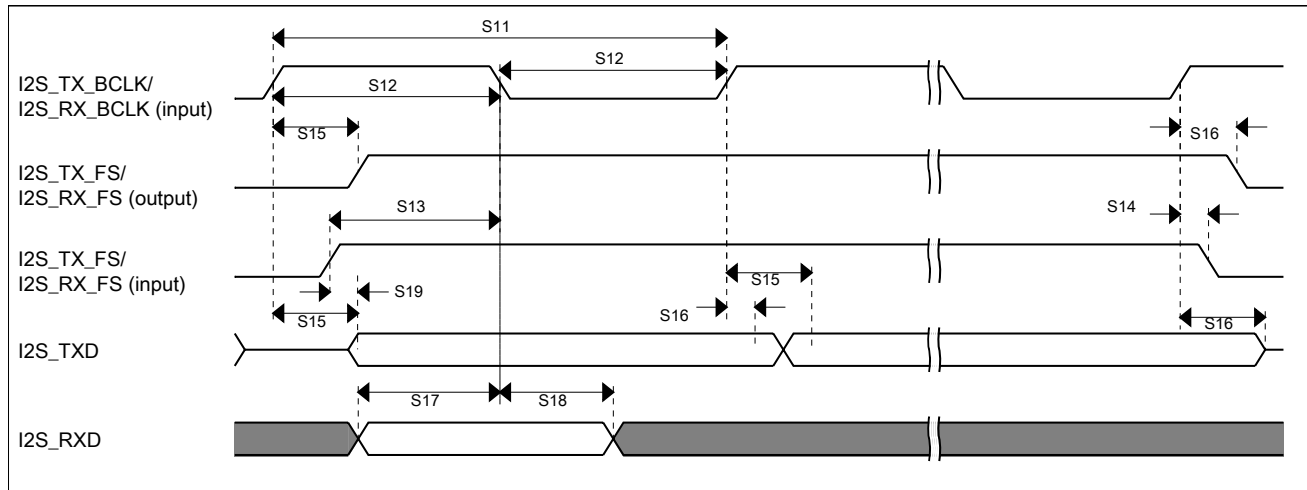 S11
S12
I2S_TX_BCLK/
I2S_RX_BCLK (input)
S12
S15
S16
I2S_TX_FS/
I2S_RX_FS (output)
S13
S14
I2S_TX_FS/
I2S_RX_FS (input)
S15
S19
S15
S16
S16
I2S_TXD
S17
S18
I2S_RXD